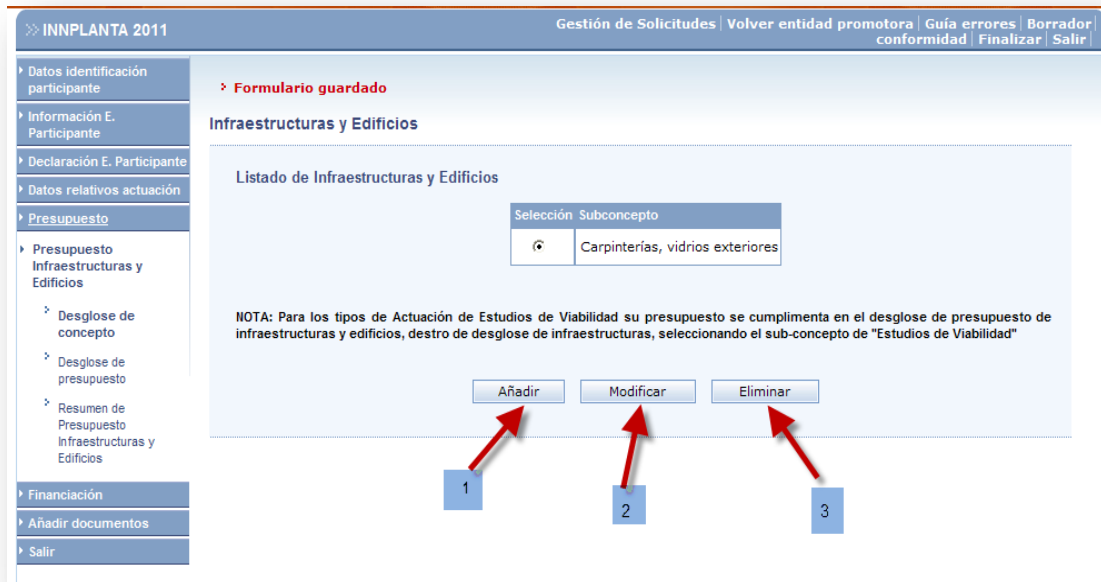 INNPLANTA 2011
Gestión de Solicitudes | Volver entidad promotora | Guía errores | Borrador |
conformidad | Finalizar | Salir |
Datos identificación
participante
Información E.
Participante
Declaración E. Participante
Datos relativos actuación
Presupuesto
Presupuesto
Infraestructuras y
Edificios
Desglose de
concepto
Desglose de
presupuesto
Resumen de
Presupuesto
Infraestructuras y
Edificios
Financiación
Añadir documentos
Salir
Formulario guardado
Infraestructuras y Edificios
Listado de Infraestructuras y Edificios
Selección Subconcepto
Carpinterías, vidrios exteriores
NOTA: Para los tipos de Actuación de Estudios de Viabilidad su presupuesto se cumplimenta en el desglose de presupuesto de
infraestructuras y edificios, destro de desglose de infraestructuras, seleccionando el sub-concepto de "Estudios de Viabilidad"
Añadir Modificar Eliminar
1
2
3